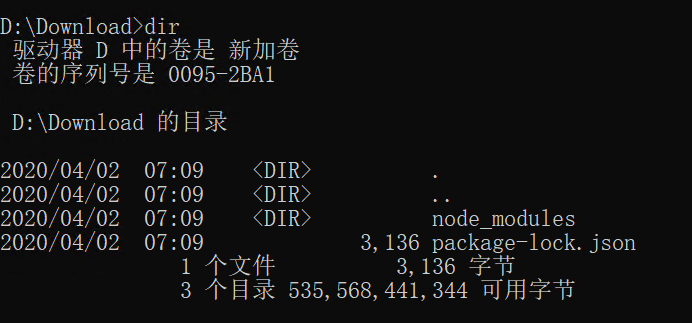 D:\Download>dir
驱动器 D 中的卷是 新加卷
卷的序列号是 0095-2BA1
D:\Download 的目录
2020/04/02  07:09    <DIR>          .
2020/04/02  07:09    <DIR>          ..
2020/04/02  07:09    <DIR>          node_modules
2020/04/02  07:09             3,136 package-lock.json
1 个文件          3,136 字节
3 个目录 535,568,441,344 可用字节